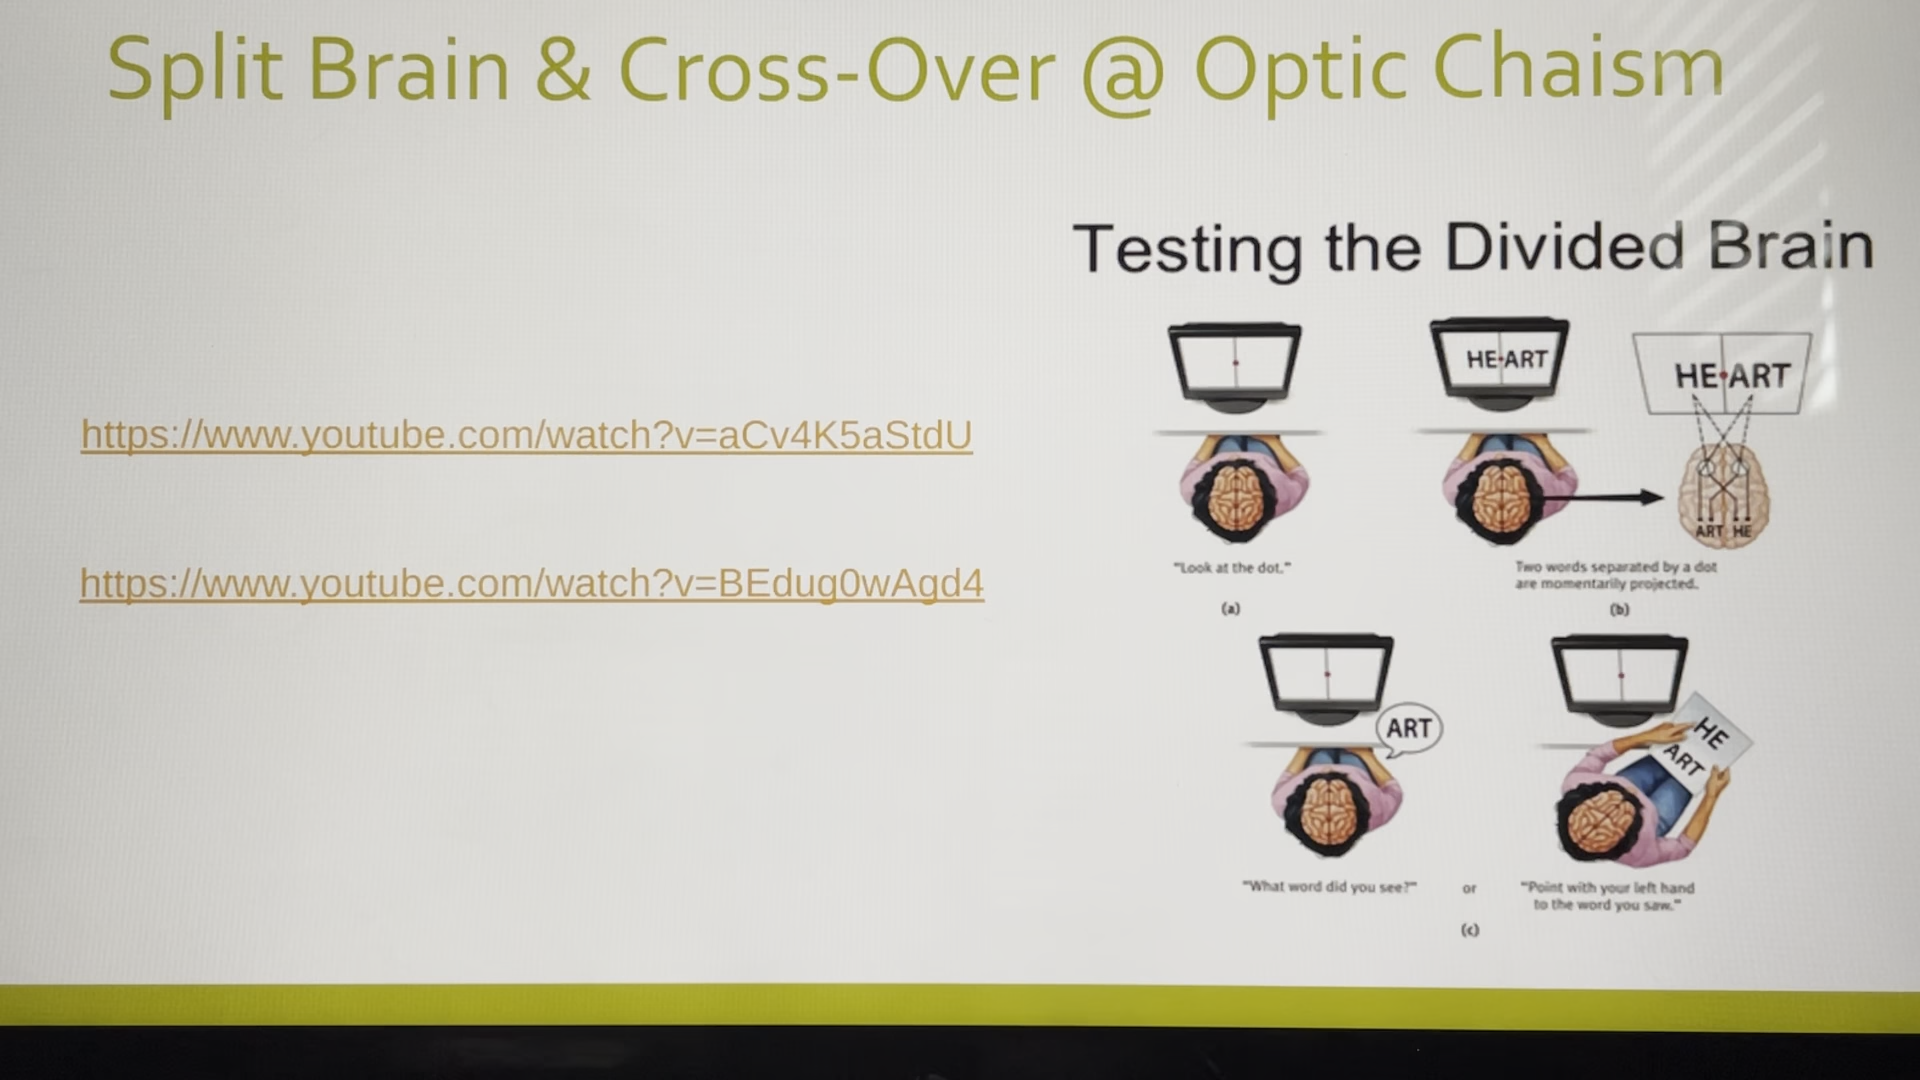 Split Brain & Cross-Over @ Optic Chaism
https://www.youtube.com/watch?v=aCv4K5aStdU
https://www.youtube.com/watch?v=BEdug0wAgd4
Testing the Divided Brain
HE•ART
HE•ART
ART HE
"Look at the dot."
(a)
Two words separated by a dot
are momentarily projected.
(b)
ART
HE
ART
"What word did you see?"
or
"Point with your left hand
to the word you saw."
(c)